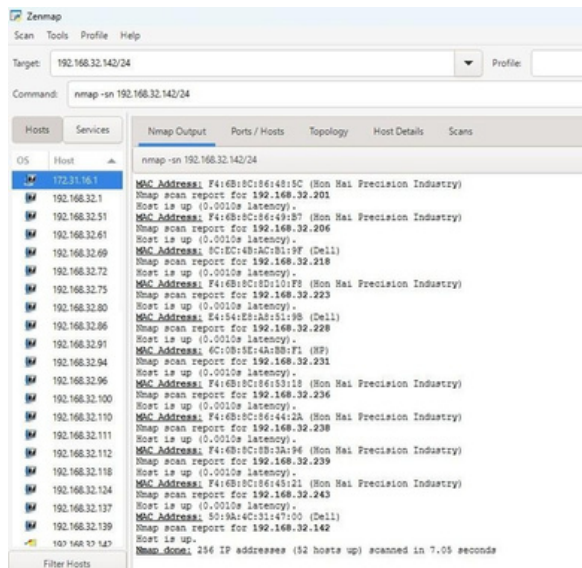 Zenmap
Scan Tools Profile Help
Target: 192.168.32.142/24 Profile:
Command: nmap -sn 192.168.32.142/24
Hosts Services
Nmap Output Ports / Hosts Topology Host Details Scans
OS Host
nmap -sn 192.168.32.142/24
172.31.16.1
192.168.32.1
192.168.32.51
192.168.32.61
192.168.32.69
192.168.32.72
192.168.32.75
192.168.32.80
192.168.32.86
192.168.32.91
192.168.32.94
192.168.32.96
192.168.32.100
192.168.32.110
192.168.32.111
192.168.32.112
192.168.32.118
192.168.32.124
192.168.32.137
192.168.32.139
192.168.32.142
Filter Hosts
MAC Address: F4:6B:8C:86:48:5C (Hon Hai Precision Industry)
Nmap scan report for 192.168.32.201
Host is up (0.0010s latency).
MAC Address: F4:6B:8C:86:49:B7 (Hon Hai Precision Industry)
Nmap scan report for 192.168.32.206
Host is up (0.0010s latency).
MAC Address: 8C:EC:4B:AC:B1:9F (Dell)
Nmap scan report for 192.168.32.218
Host is up (0.0010s latency).
MAC Address: F4:6B:8C:8D:10:F8 (Hon Hai Precision Industry)
Nmap scan report for 192.168.32.223
Host is up (0.0010s latency).
MAC Address: E4:54:E8:A8:51:9B (Dell)
Nmap scan report for 192.168.32.228
Host is up (0.0010s latency).
MAC Address: 6C:0B:5E:4A:BB:F1 (HP)
Nmap scan report for 192.168.32.231
Host is up (0.0010s latency).
MAC Address: F4:6B:8C:86:53:18 (Hon Hai Precision Industry)
Nmap scan report for 192.168.32.236
Host is up (0.0010s latency).
MAC Address: F4:6B:8C:86:44:2A (Hon Hai Precision Industry)
Nmap scan report for 192.168.32.238
Host is up (0.0010s latency).
MAC Address: F4:6B:8C:8B:3A:96 (Hon Hai Precision Industry)
Nmap scan report for 192.168.32.239
Host is up (0.0010s latency).
MAC Address: F4:6B:8C:86:45:21 (Hon Hai Precision Industry)
Nmap scan report for 192.168.32.243
Host is up (0.0010s latency).
MAC Address: 50:9A:4C:31:47:00 (Dell)
Nmap scan report for 192.168.32.142
Host is up.
Nmap done: 256 IP addresses (52 hosts up) scanned in 7.05 seconds